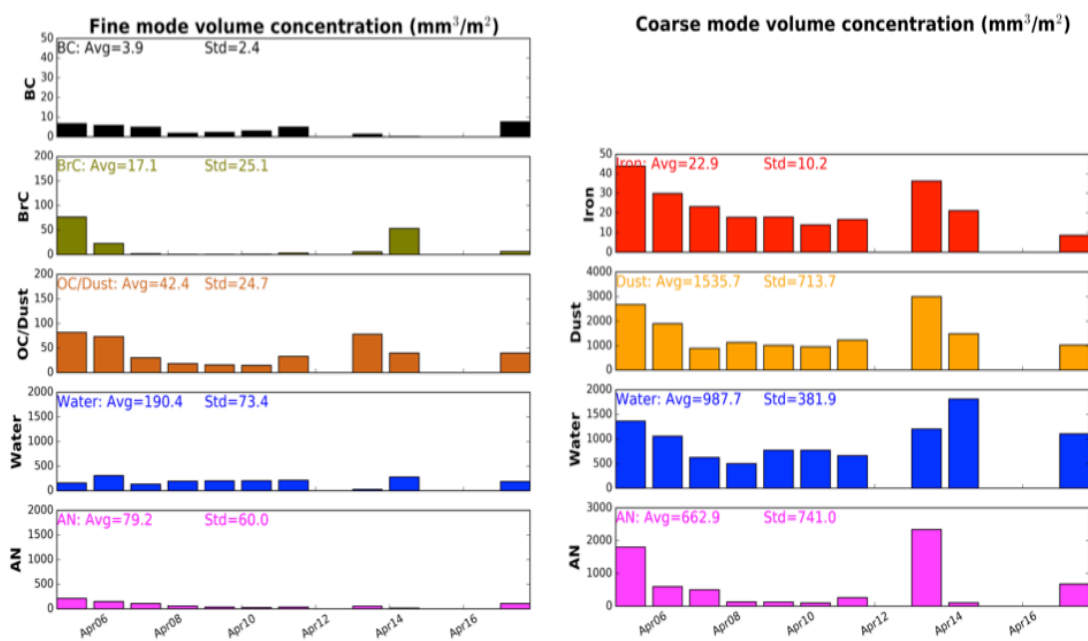 Fine mode volume concentration (mm³/m²)
BC: Avg=3.9 Std=2.4
BC
50
40
30
20
10
0
BrC: Avg=17.1 Std=25.1
BrC
200
150
100
50
0
OC/Dust: Avg=42.4 Std=24.7
OC/Dust
200
150
100
50
0
Water: Avg=190.4 Std=73.4
Water
2000
1500
1000
500
0
AN: Avg=79.2 Std=60.0
AN
2000
1500
1000
500
0
Apr06 Apr08 Apr10 Apr12 Apr14 Apr16
Coarse mode volume concentration (mm³/m²)
Iron: Avg=22.9 Std=10.2
Iron
50
40
30
20
10
0
Dust: Avg=1535.7 Std=713.7
Dust
4000
3000
2000
1000
0
Water: Avg=987.7 Std=381.9
Water
2000
1500
1000
500
0
AN: Avg=662.9 Std=741.0
AN
3000
2000
1000
0
Apr06 Apr08 Apr10 Apr12 Apr14 Apr16